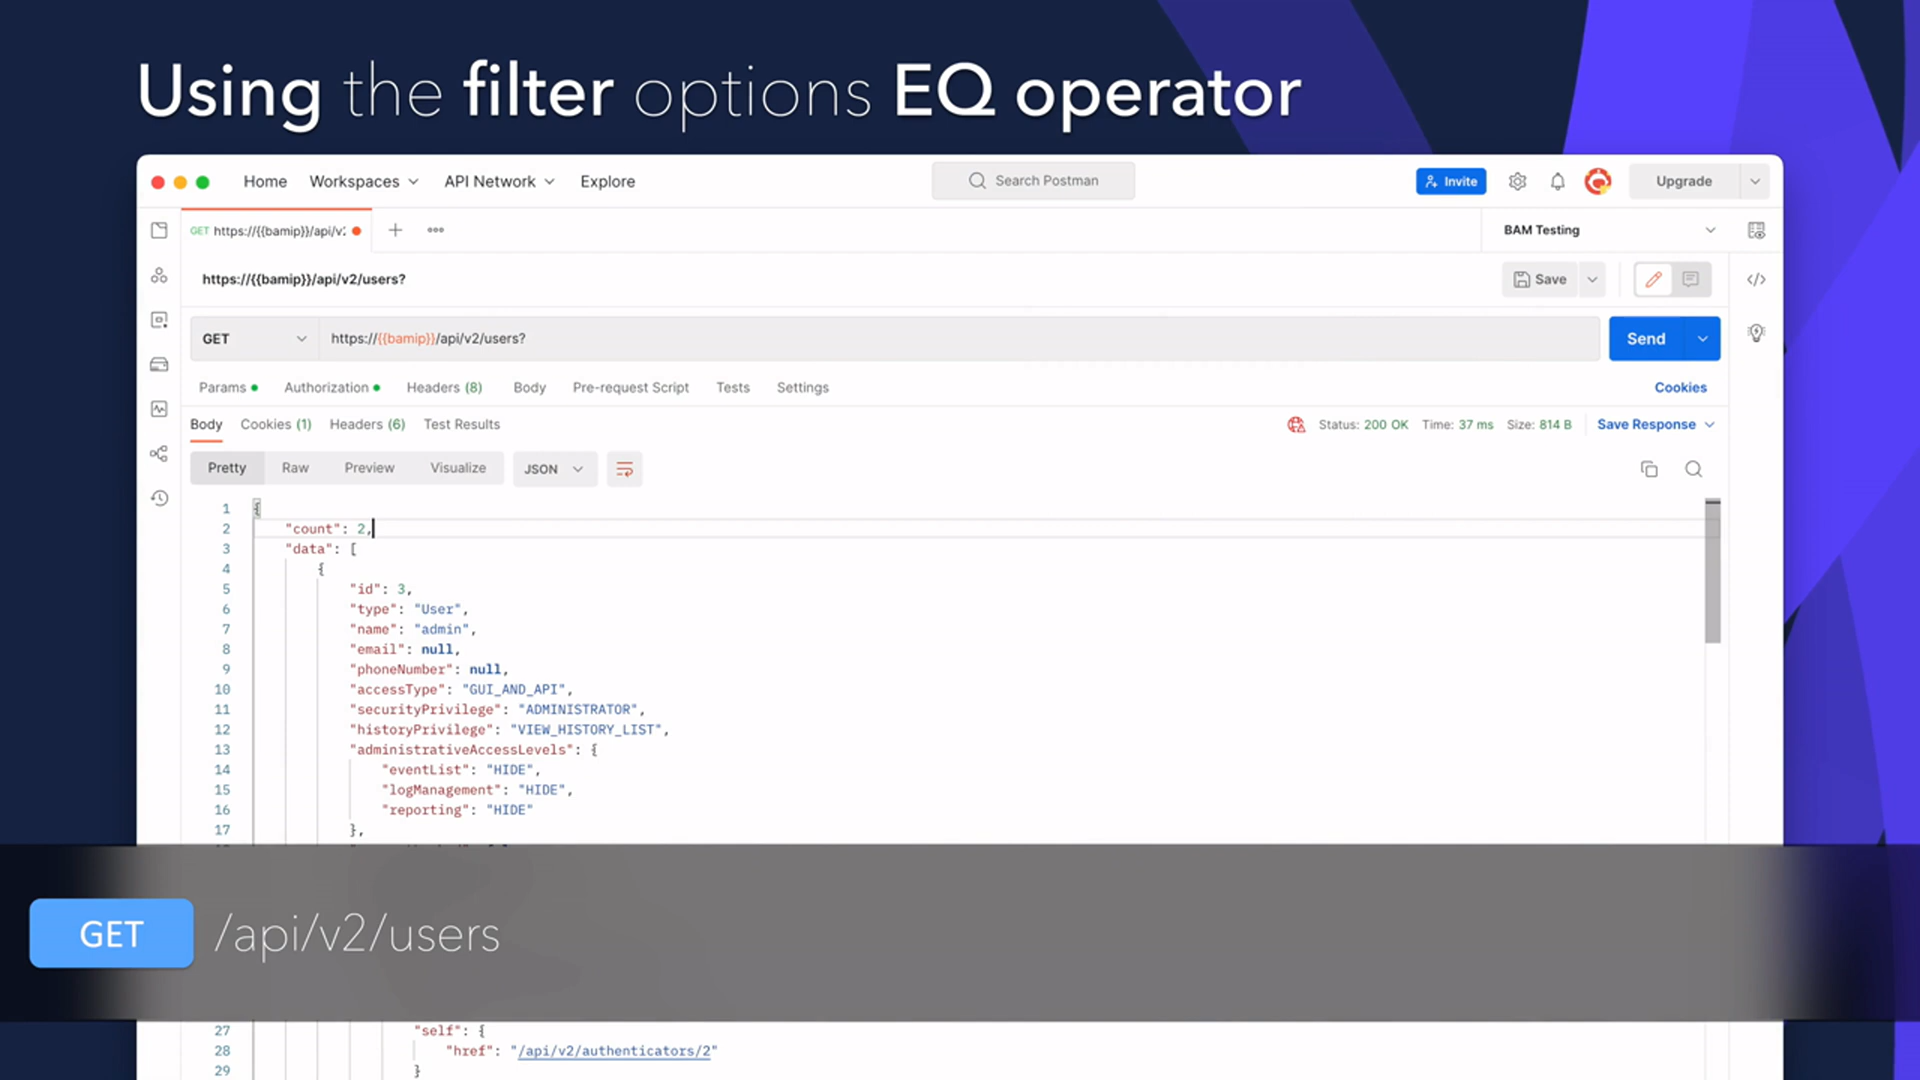 Using the filter options EQ operator
Home Workspaces API Network Explore Search Postman Invite Upgrade
GET https://{{bamip}}/api/v2 BAM Testing
https://{{bamip}}/api/v2/users? Save
GET https://{{bamip}}/api/v2/users? Send
Params Authorization Headers (8) Body Pre-request Script Tests Settings Cookies
Body Cookies (1) Headers (6) Test Results Status: 200 OK Time: 37 ms Size: 814 B Save Response
Pretty Raw Preview Visualize JSON
1 {
2 "count": 2,
3 "data": [
4 {
5 "id": 3,
6 "type": "User",
7 "name": "admin",
8 "email": null,
9 "phoneNumber": null,
10 "accessType": "GUI_AND_API",
11 "securityPrivilege": "ADMINISTRATOR",
12 "historyPrivilege": "VIEW_HISTORY_LIST",
13 "administrativeAccessLevels": {
14 "eventList": "HIDE",
15 "logManagement": "HIDE",
16 "reporting": "HIDE"
17 },
GET /api/v2/users
27 "self": {
28 "href": "/api/v2/authenticators/2"
29 }